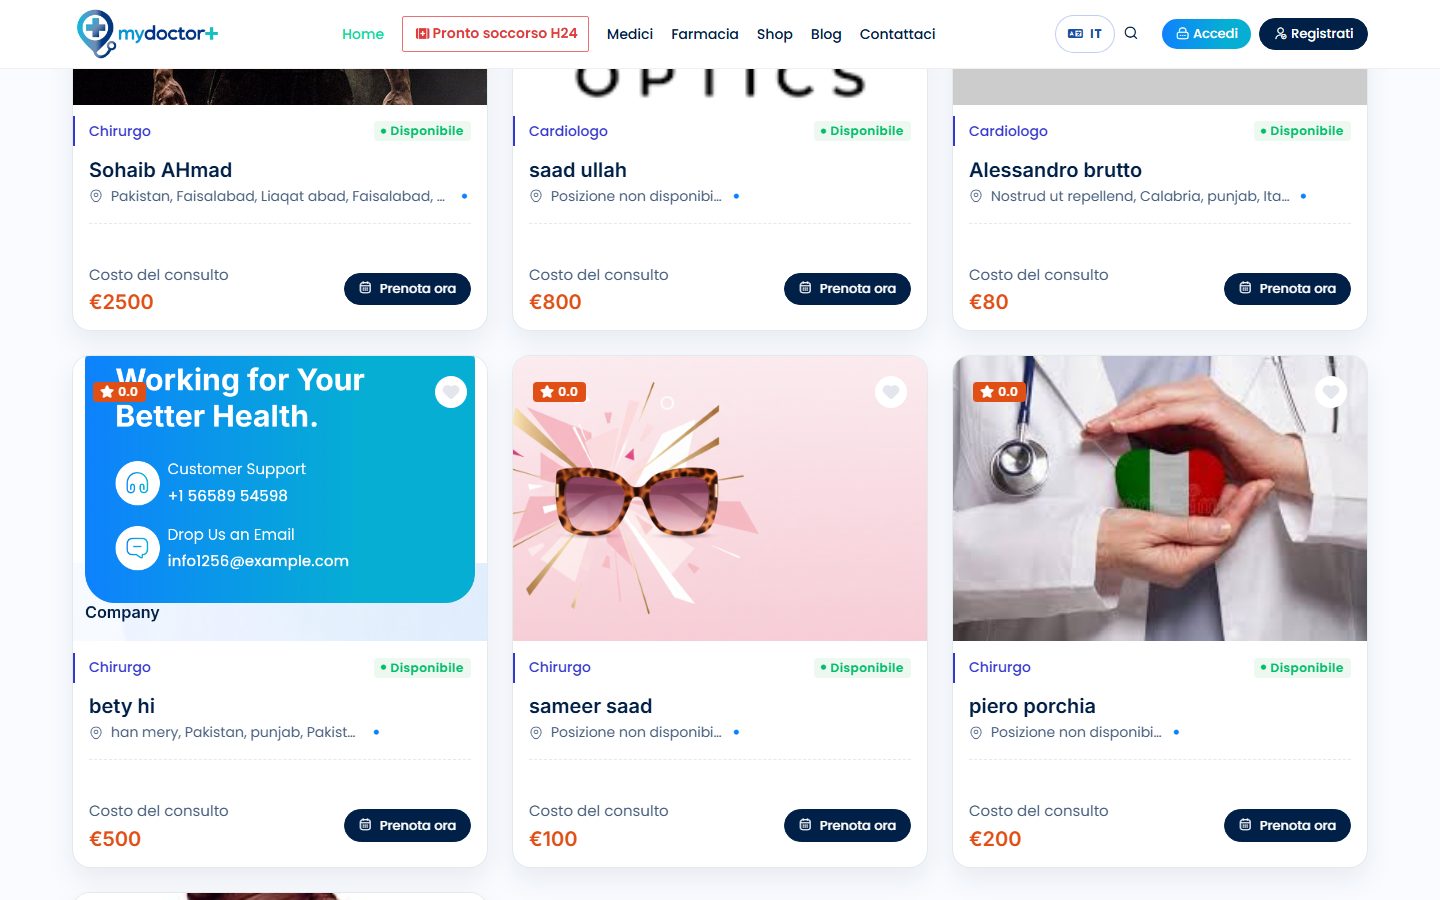 mydoctor+
Home
Pronto soccorso H24
Medici
Farmacia
Shop
Blog
Contattaci
IT
Accedi
Registrati
OPTICS
Chirurgo
Disponibile
Sohaib AHmad
Pakistan, Faisalabad, Liaqat abad, Faisalabad, ...
Costo del consulto
€2500
Prenota ora
Cardiologo
Disponibile
saad ullah
Posizione non disponibi...
Costo del consulto
€800
Prenota ora
Cardiologo
Disponibile
Alessandro brutto
Nostrud ut repellend, Calabria, punjab, Ita...
Costo del consulto
€80
Prenota ora
0.0
Working for Your
Better Health.
Customer Support
+1 56589 54598
Drop Us an Email
info1256@example.com
Company
Chirurgo
Disponibile
bety hi
han mery, Pakistan, punjab, Pakist...
Costo del consulto
€500
Prenota ora
0.0
Chirurgo
Disponibile
sameer saad
Posizione non disponibi...
Costo del consulto
€100
Prenota ora
0.0
Chirurgo
Disponibile
piero porchia
Posizione non disponibi...
Costo del consulto
€200
Prenota ora